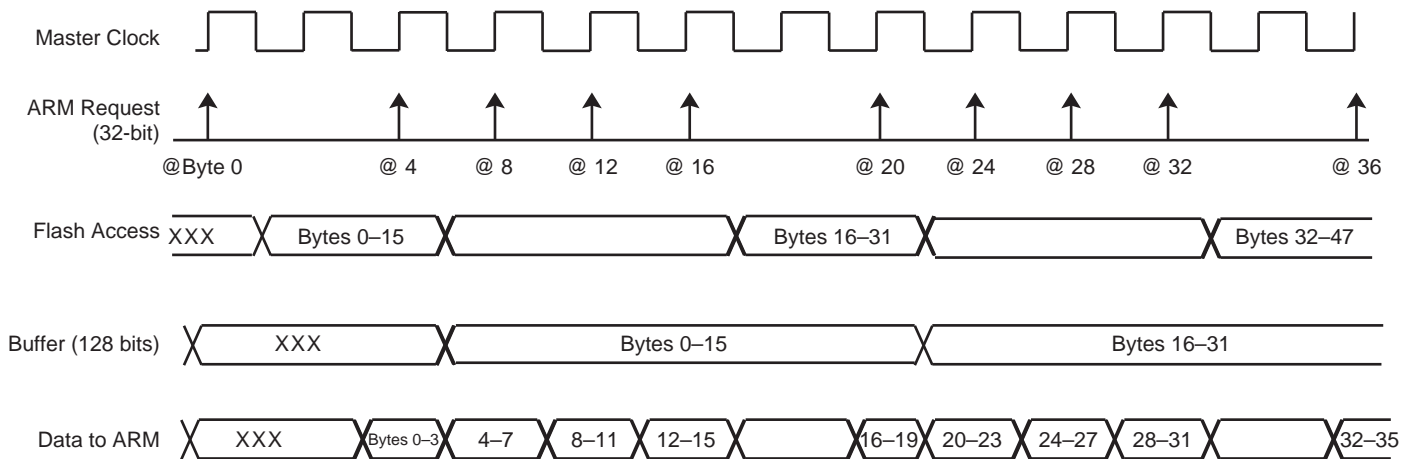 Master Clock
ARM Request
(32-bit)
@Byte 0 @ 4 @ 8 @ 12 @ 16 @ 20 @ 24 @ 28 @ 32 @ 36
Flash Access XXX Bytes 0–15 Bytes 16–31 Bytes 32–47
Buffer (128 bits) XXX Bytes 0–15 Bytes 16–31
Data to ARM XXX Bytes 0–3 4–7 8–11 12–15 16–19 20–23 24–27 28–31 32–35